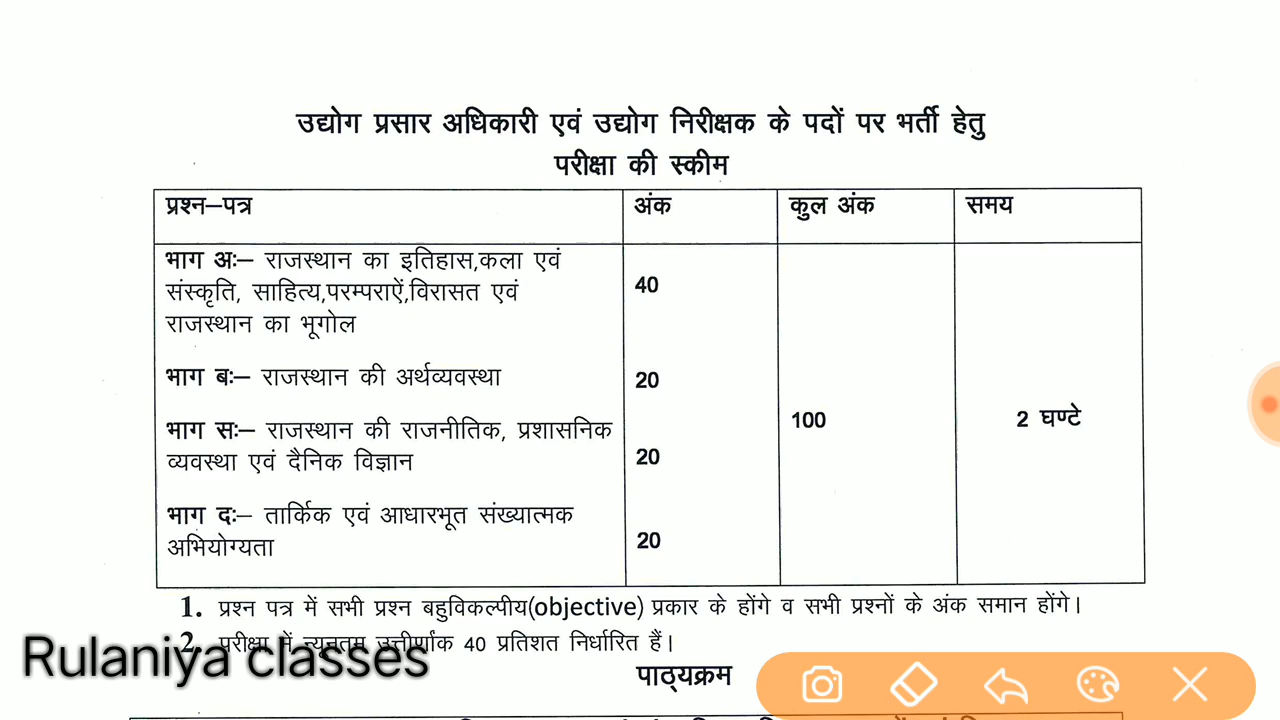 उद्योग प्रसार अधिकारी एवं उद्योग निरीक्षक के पदों पर भर्ती हेतु
परीक्षा की स्कीम
प्रश्न–पत्र अंक कुल अंक समय
भाग अः– राजस्थान का इतिहास,कला एवं
संस्कृति, साहित्य,परम्पराऐं,विरासत एवं
राजस्थान का भूगोल
40
भाग बः– राजस्थान की अर्थव्यवस्था
20
भाग सः– राजस्थान की राजनीतिक, प्रशासनिक
व्यवस्था एवं दैनिक विज्ञान
20
भाग दः– तार्किक एवं आधारभूत संख्यात्मक
अभियोग्यता
20
100
2 घण्टे
1. प्रश्न पत्र में सभी प्रश्न बहुविकल्पीय(objective) प्रकार के होंगे व सभी प्रश्नों के अंक समान होंगे।
2. परीक्षा में न्यूनतम उत्तीर्णांक 40 प्रतिशत निर्धारित हैं।
Rulaniya classes
पाठ्यक्रम